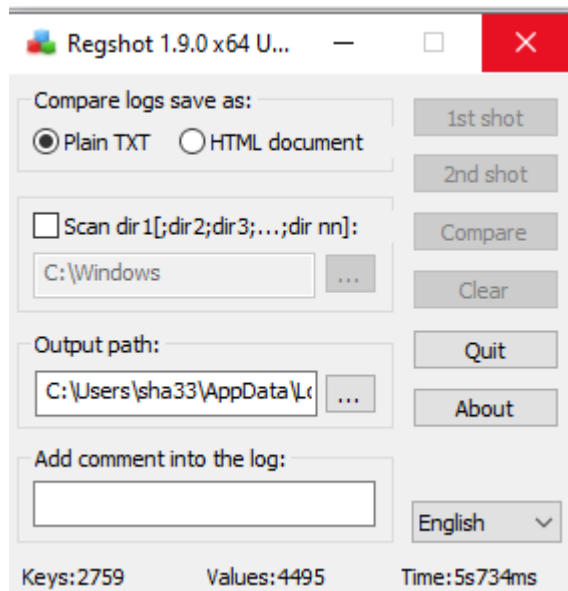 Regshot 1.9.0 x64 U...
Compare logs save as:
Plain TXT
HTML document
1st shot
2nd shot
Scan dir1[;dir2;dir3;...;dir nn]:
Compare
C:\Windows
...
Clear
Output path:
Quit
C:\Users\sha33\AppData\Lo
...
About
Add comment into the log:
English
Keys:2759
Values:4495
Time:5s734ms